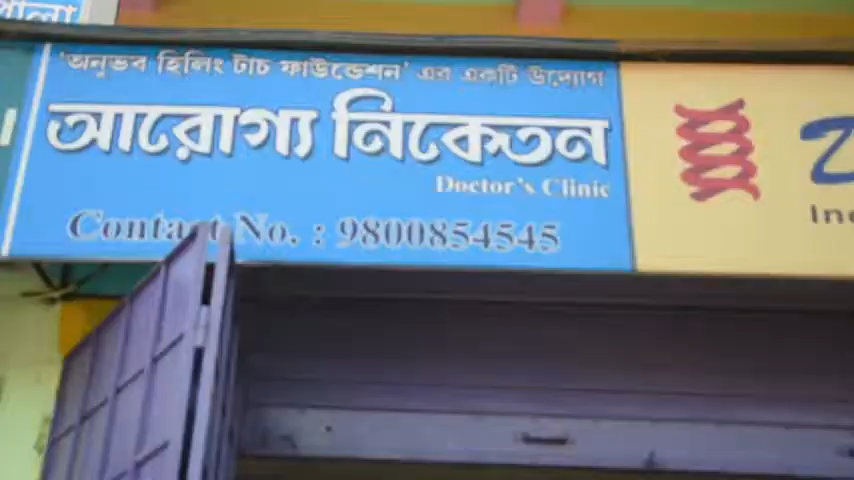 'অনুভব হিলিং টাচ ফাউন্ডেশন' এর একটি উদ্যোগ
আরোগ্য নিকেতন
Doctor's Clinic
Contact No. : 9800854545